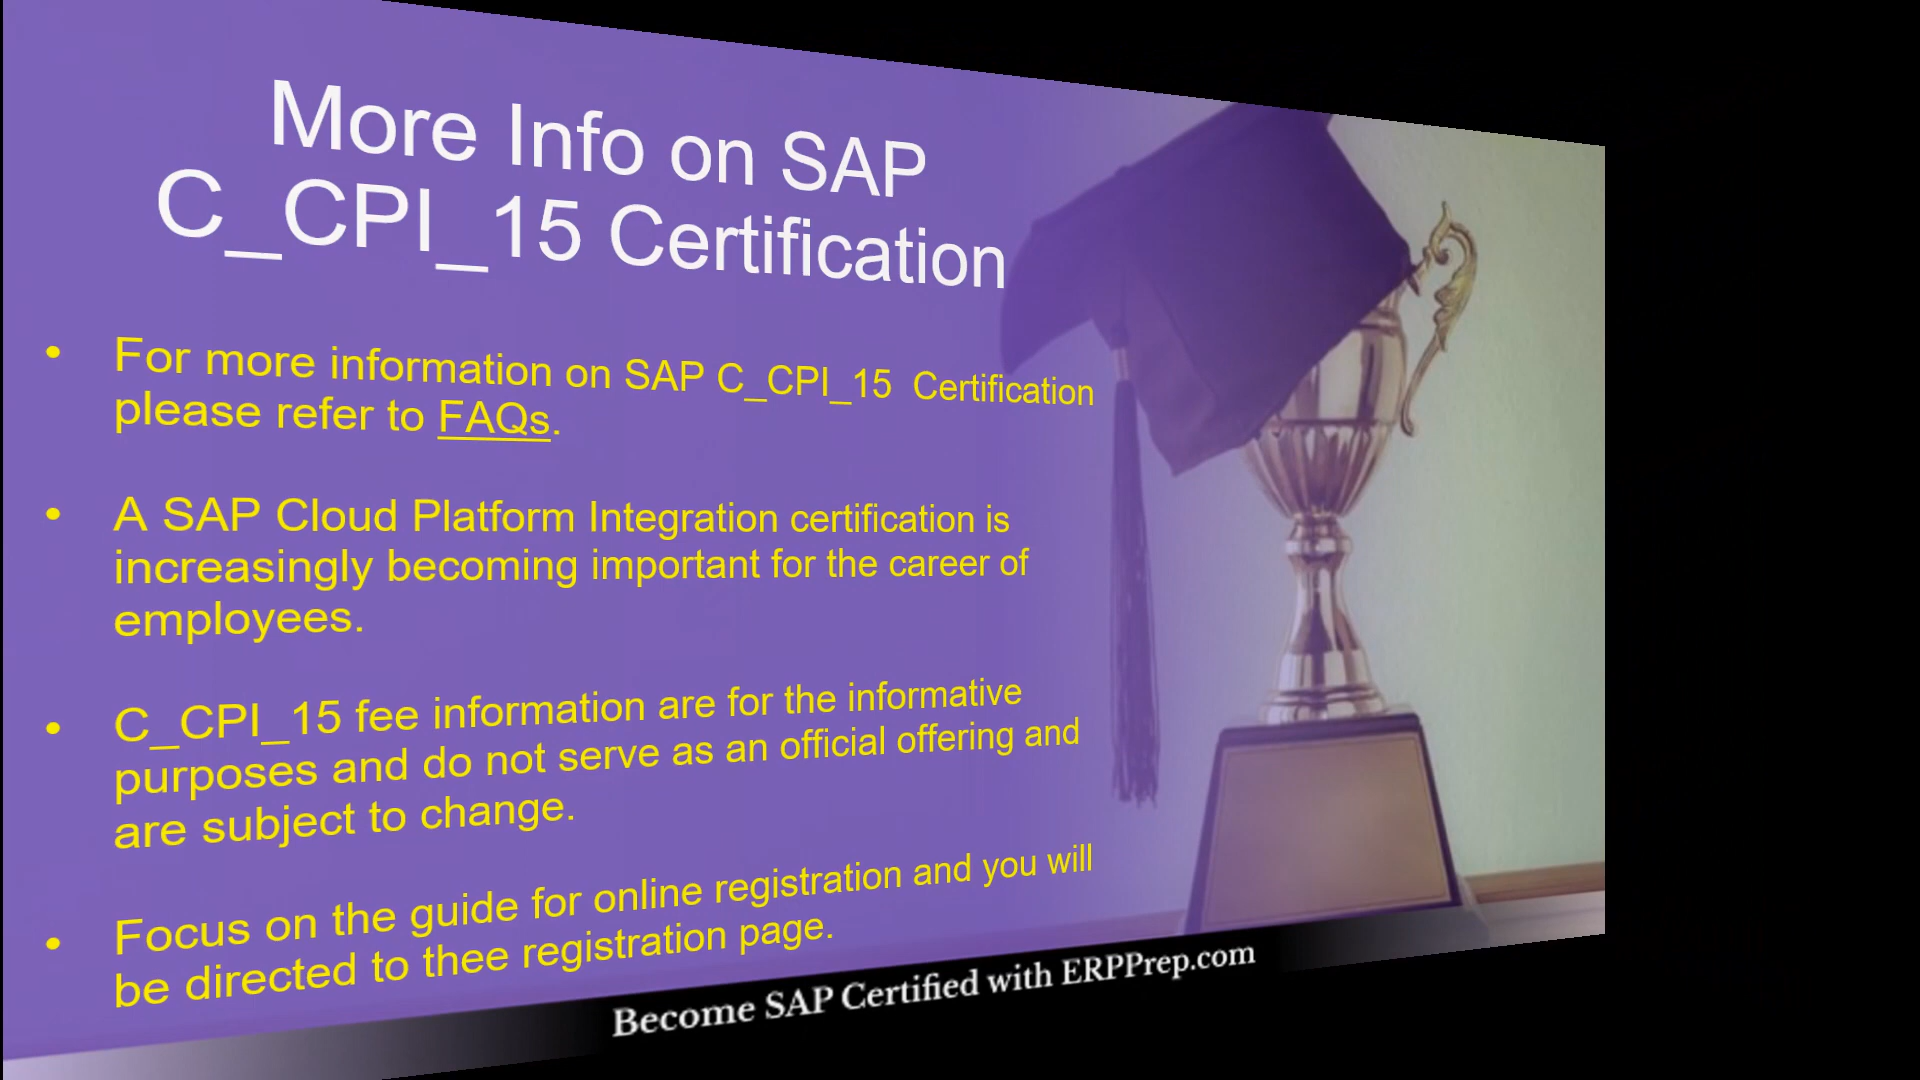 More Info on SAP
C_CPI_15 Certification
• For more information on SAP C_CPI_15 Certification
please refer to FAQs.
• A SAP Cloud Platform Integration certification is
increasingly becoming important for the career of
employees.
• C_CPI_15 fee information are for the informative
purposes and do not serve as an official offering and
are subject to change.
• Focus on the guide for online registration and you will
be directed to thee registration page.
Become SAP Certified with ERPPrep.com